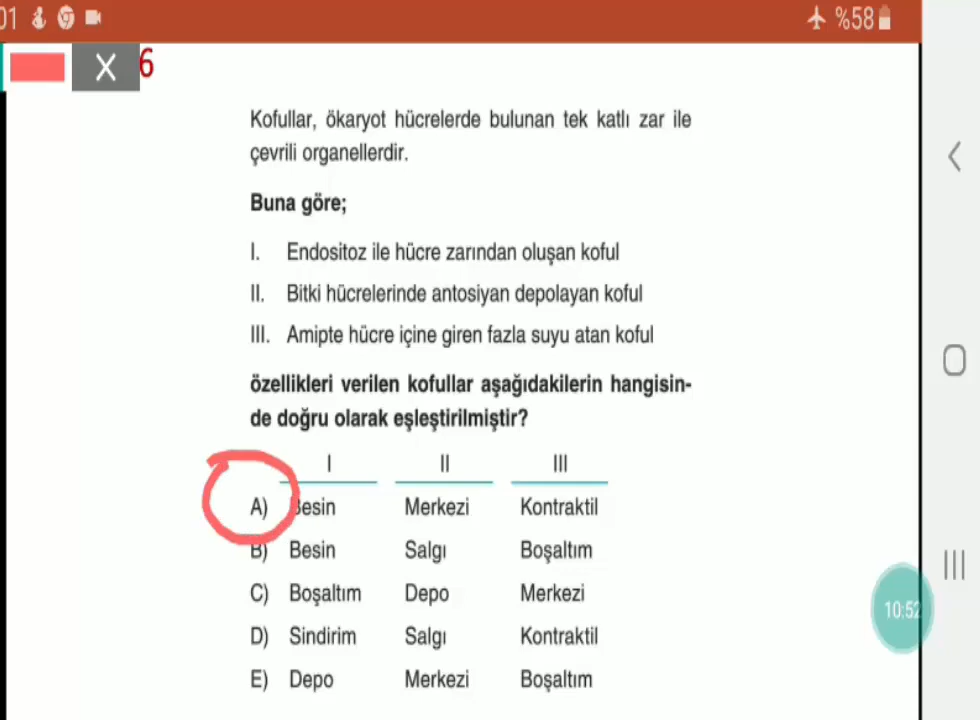 01 %58
X 6
Kofullar, ökaryot hücrelerde bulunan tek katlı zar ile
çevrili organellerdir.
Buna göre;
I. Endositoz ile hücre zarından oluşan koful
II. Bitki hücrelerinde antosiyan depolayan koful
III. Amipte hücre içine giren fazla suyu atan koful
özellikleri verilen kofullar aşağıdakilerin hangisin-
de doğru olarak eşleştirilmiştir?
I II III
A) Besin Merkezi Kontraktil
B) Besin Salgı Boşaltım
C) Boşaltım Depo Merkezi
D) Sindirim Salgı Kontraktil
E) Depo Merkezi Boşaltım
10:52